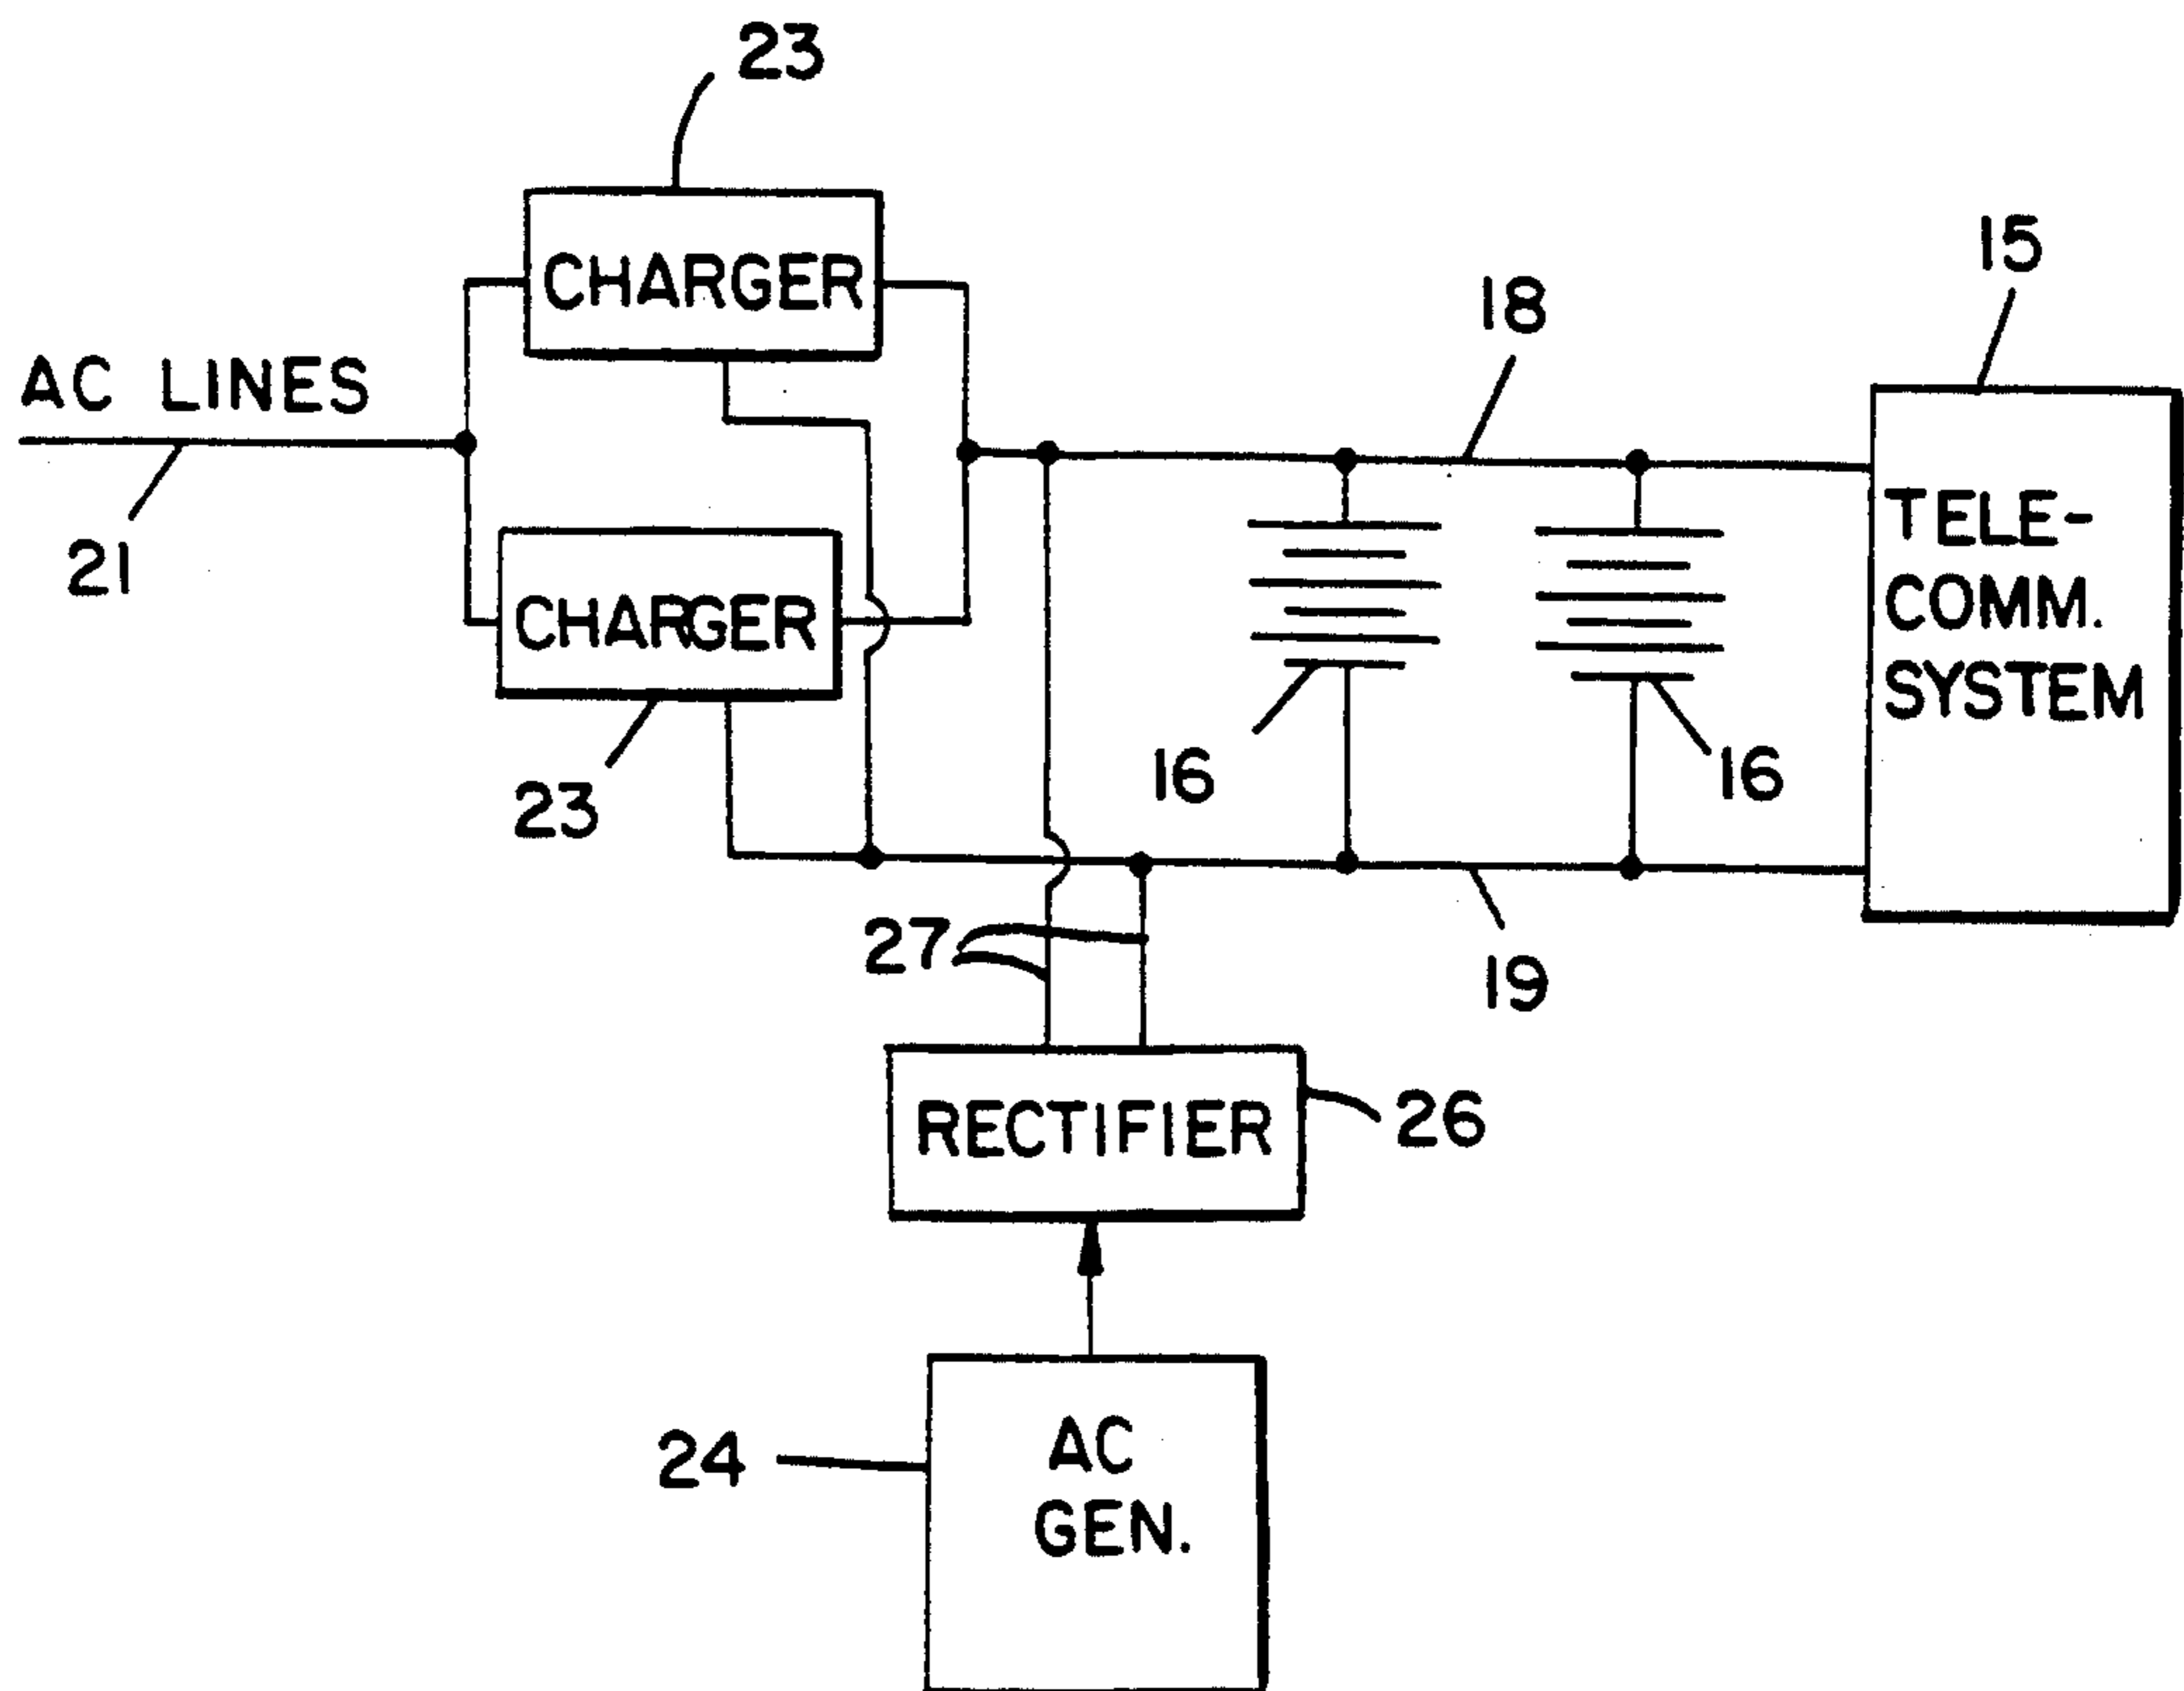 23
CHARGER
15
18
AC LINES
21
TELE-
COMM.
SYSTEM
CHARGER
23
16
16
27
19
RECTIFIER
26
24
AC
GEN.